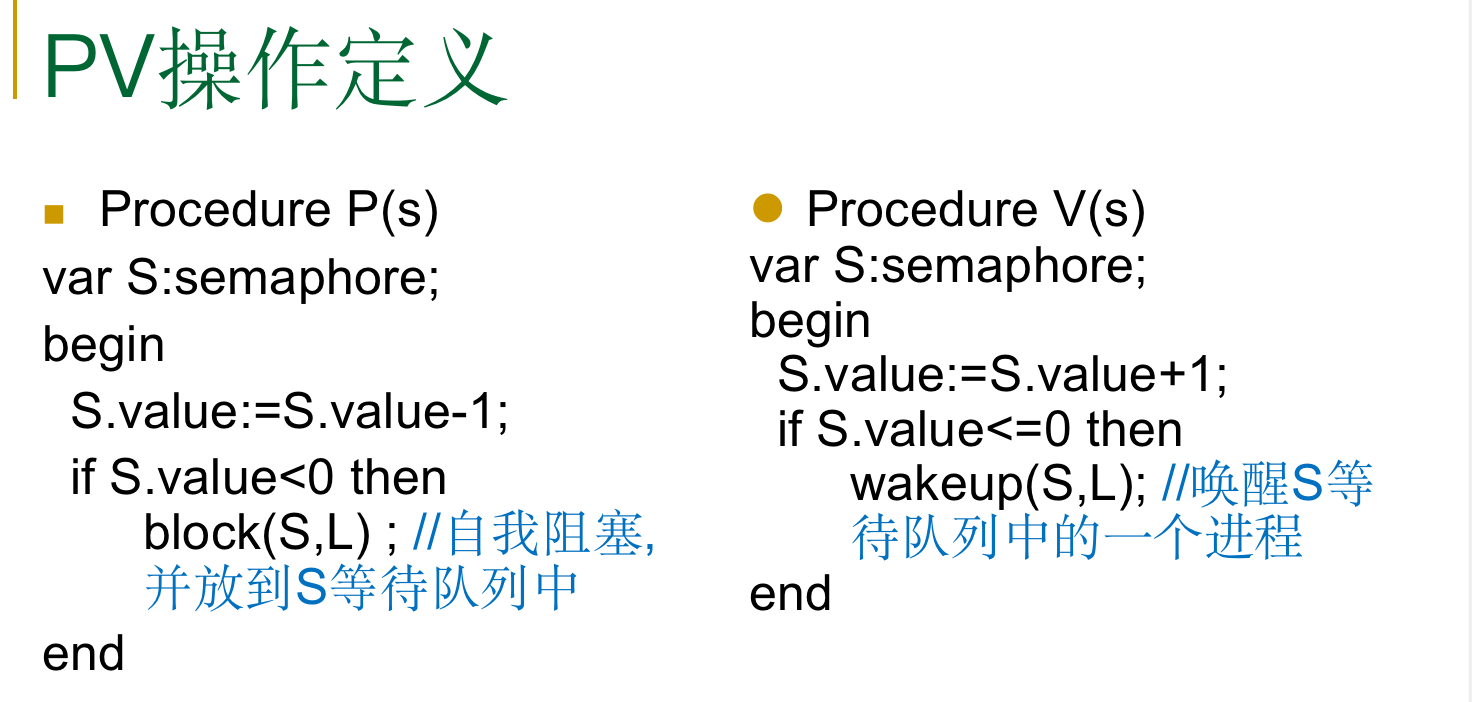 PV操作定义
Procedure P(s)
var S:semaphore;
begin
S.value:=S.value-1;
if S.value<0 then
block(S,L) ; //自我阻塞,
并放到S等待队列中
end
Procedure V(s)
var S:semaphore;
begin
S.value:=S.value+1;
if S.value<=0 then
wakeup(S,L); //唤醒S等
待队列中的一个进程
end